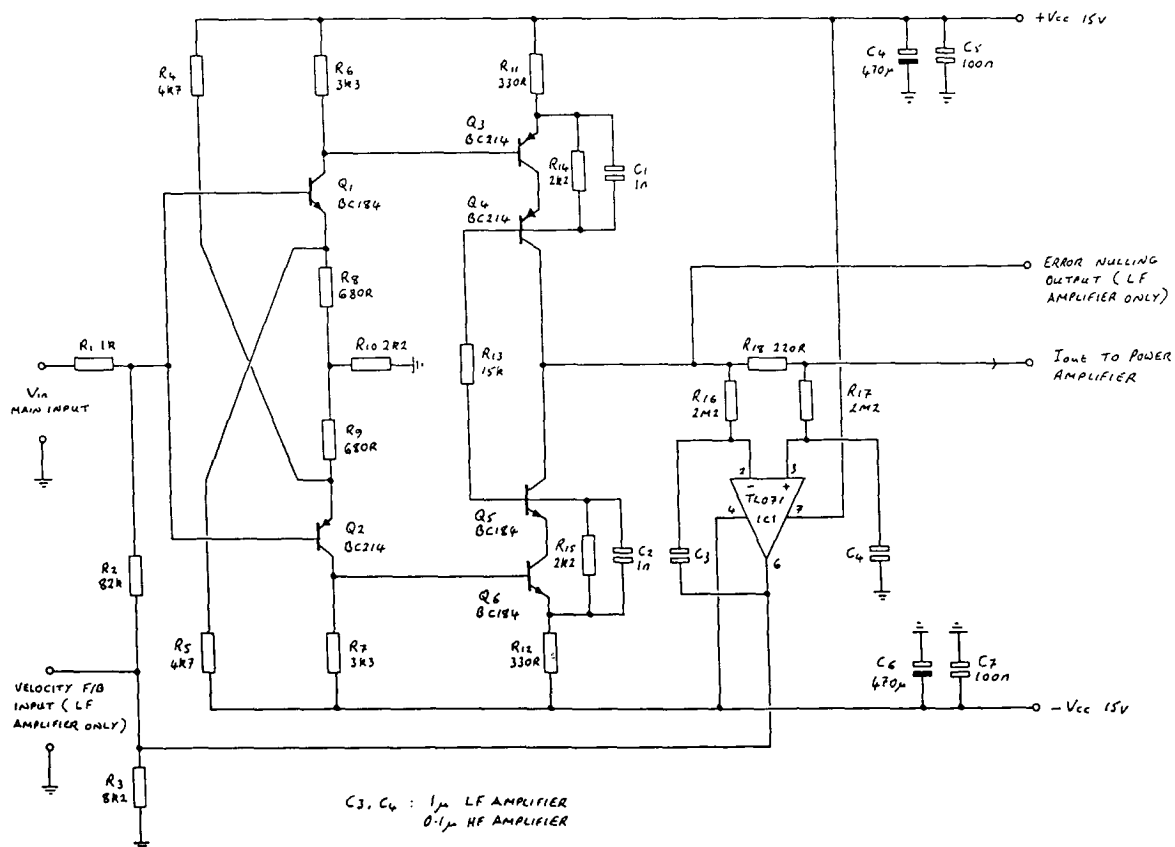 +Vcc 15V
R4
4K7
R6
3K3
R11
330R
C4
470μ
C5
100n
Q3
BC214
R14
2K2
C1
1n
Q1
BC184
Q4
BC214
R8
680R
ERROR NULLING
OUTPUT (LF
AMPLIFIER ONLY)
R1 1K
R10 2K2
R13
15K
R18 220R
Iout TO POWER
AMPLIFIER
Vin
MAIN INPUT
R9
680R
R16
2M2
R17
2M2
2
3
-
+
TL071
IC1
4
7
6
Q5
BC184
Q2
BC214
R15
2K2
C2
1n
C3
C4
R2
82K
Q6
BC184
R5
4K7
R7
3K3
R12
330R
C6
470μ
C7
100n
VELOCITY F/B
INPUT (LF
AMPLIFIER ONLY)
-Vcc 15V
R3
8K2
C3, C4 : 1μ LF AMPLIFIER
0.1μ HF AMPLIFIER